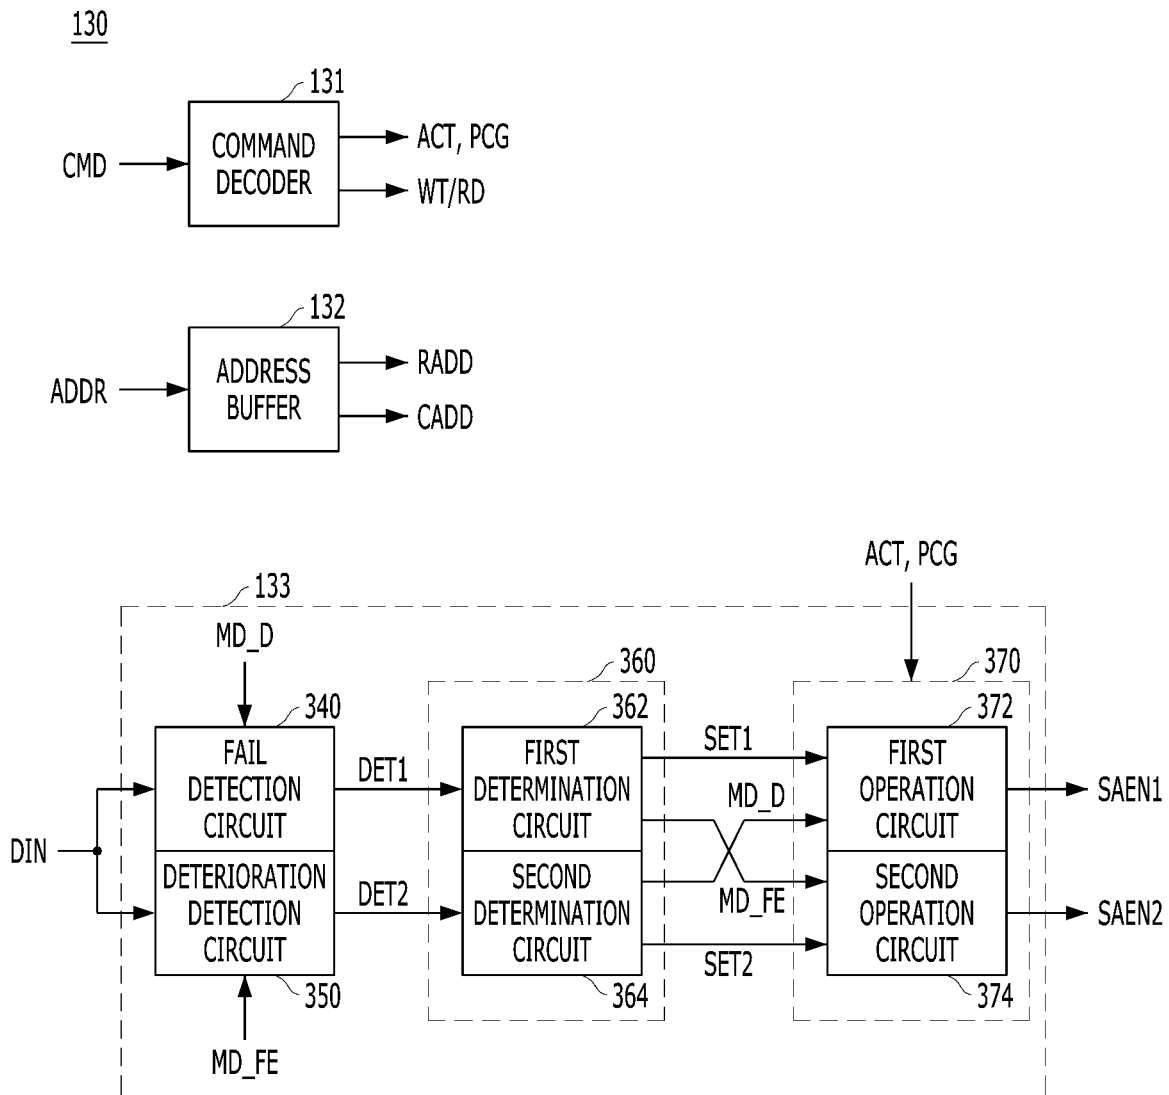 130
131
CMD
COMMAND
DECODER
ACT, PCG
WT/RD
132
ADDR
ADDRESS
BUFFER
RADD
CADD
ACT, PCG
133
MD_D
360
370
340
362
372
FAIL
DETECTION
CIRCUIT
DET1
FIRST
DETERMINATION
CIRCUIT
SET1
MD_D
FIRST
OPERATION
CIRCUIT
SAEN1
DIN
DETERIORATION
DETECTION
CIRCUIT
DET2
SECOND
DETERMINATION
CIRCUIT
MD_FE
SET2
SECOND
OPERATION
CIRCUIT
SAEN2
350
364
374
MD_FE